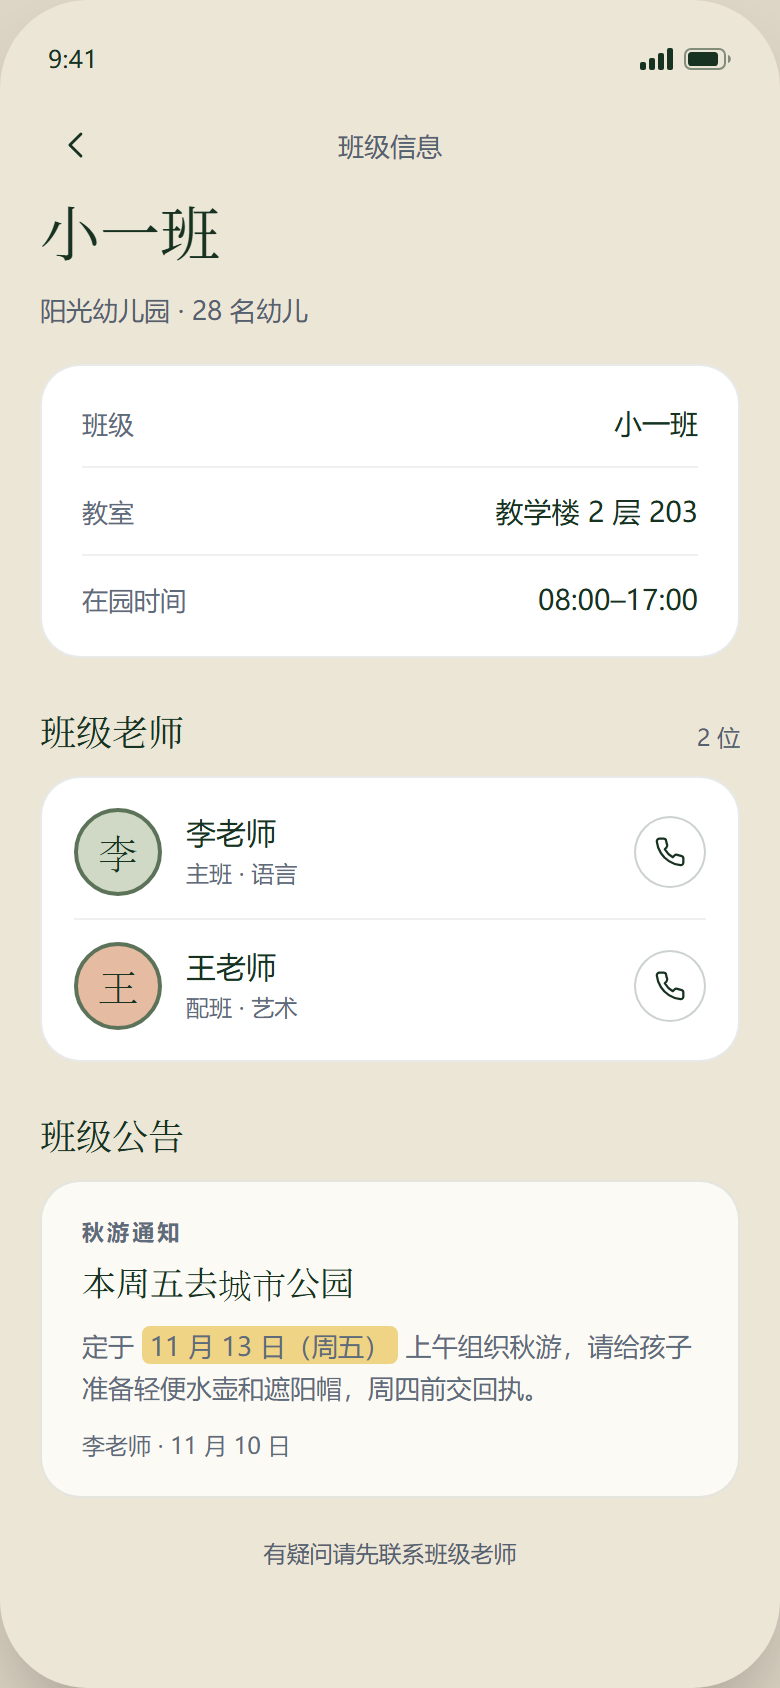 9:41
班级信息
小一班
阳光幼儿园 · 28 名幼儿
班级 小一班
教室 教学楼 2 层 203
在园时间 08:00–17:00
班级老师 2 位
李 李老师
主班 · 语言
王 王老师
配班 · 艺术
班级公告
秋游通知
本周五去城市公园
定于 11 月 13 日（周五） 上午组织秋游，请给孩子
准备轻便水壶和遮阳帽，周四前交回执。
李老师 · 11 月 10 日
有疑问请先联系班级老师